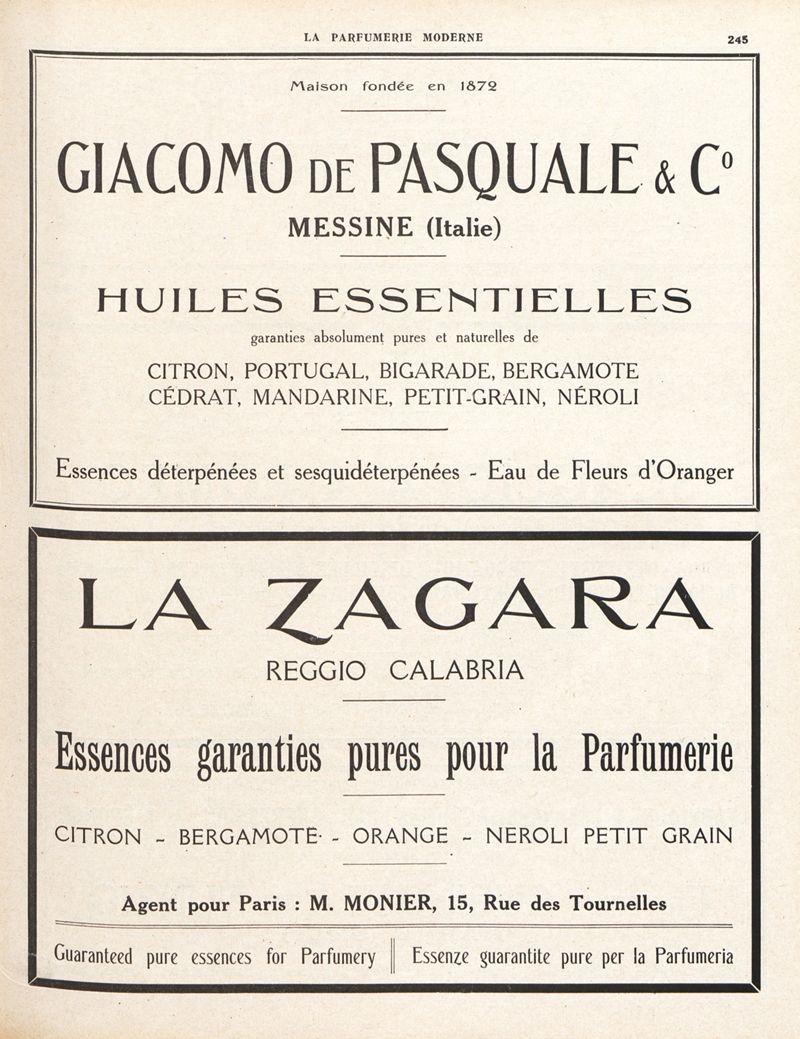 LA PARFUMERIE MODERNE
245
Maison fondée en 1872
GIACOMO DE PASQUALE & Cº
MESSINE (Italie)
HUILES ESSENTIELLES
garanties absolument pures et naturelles de
CITRON, PORTUGAL, BIGARADE, BERGAMOTE
CÉDRAT, MANDARINE, PETIT-GRAIN, NÉROLI
Essences déterpénées et sesquidéterpénées - Eau de Fleurs d'Oranger
LA ZAGARA
REGGIO CALABRIA
Essences garanties pures pour la Parfumerie
CITRON - BERGAMOTE - ORANGE - NEROLI PETIT GRAIN
Agent pour Paris : M. MONIER, 15, Rue des Tournelles
Guaranteed pure essences for Parfumery
Essenze guarantite pure per la Parfumeria